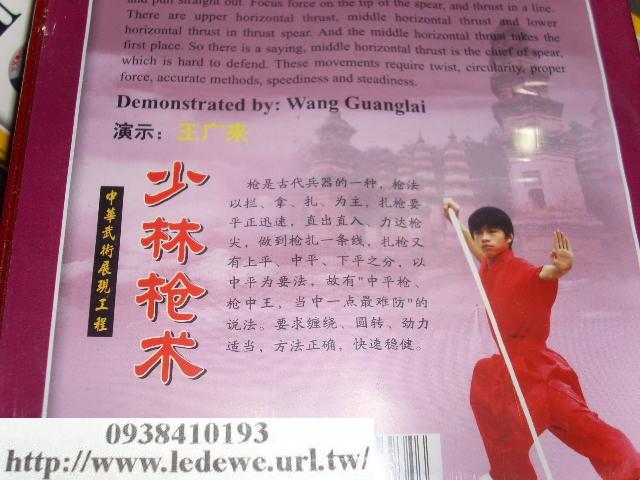 and pull straight out. Focus force on the tip of the spear, and thrust in a line.
There are upper horizontal thrust, middle horizontal thrust and lower
horizontal thrust in thrust spear. And the middle horizontal thrust takes the
first place. So there is a saying, middle horizontal thrust is the chief of spear,
which is hard to defend. These movements require twist, circularity, proper
force, accurate methods, speediness and steadiness.
Demonstrated by: Wang Guanglai
演示：王广来
中華武術展現工程
少林枪术
枪是古代兵器的一种，枪法
以拦、拿、扎、为主，扎枪要
平正迅速，直出直入，力达枪
尖，做到枪扎一条线，扎枪又
有上平、中平、下平之分，以
中平为要法，故有"中平枪、
枪中王，当中一点最难防"的
说法。要求缠绕、圆转、劲力
适当，方法正确，快速稳健。
0938410193
http://www.ledewe.url.tw/